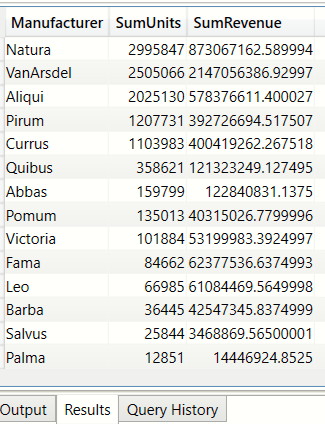 Manufacturer SumUnits SumRevenue
Natura 2995847 873067162.589994
VanArsdel 2505066 2147056386.92997
Aliqui 2025130 578376611.400027
Pirum 1207731 392726694.517507
Currus 1103983 400419262.267518
Quibus 358621 121323249.127495
Abbas 159799 122840831.1375
Pomum 135013 40315026.7799996
Victoria 101884 53199983.3924997
Fama 84662 62377536.6374993
Leo 66985 61084469.5649998
Barba 36445 42547345.8374999
Salvus 25844 3468869.56500001
Palma 12851 14446924.8525
Output Results Query History